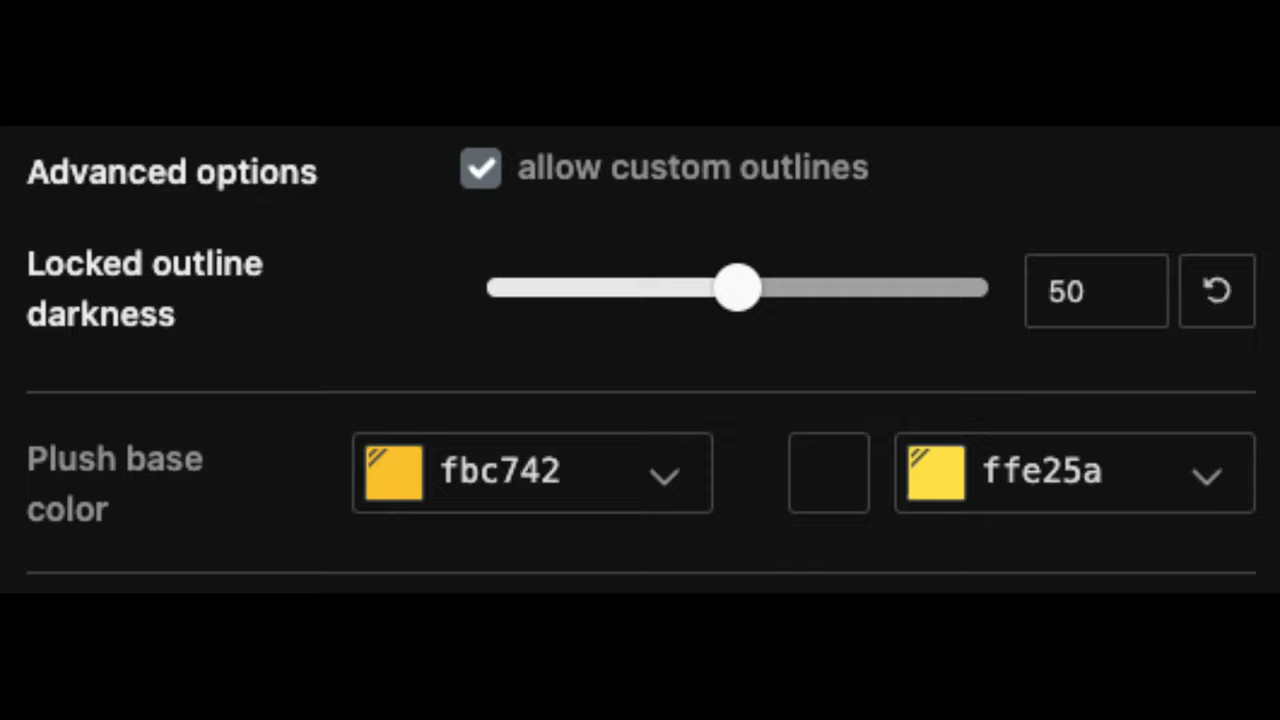 Advanced options
allow custom outlines
Locked outline
darkness
50
Plush base
color
fbc742
ffe25a